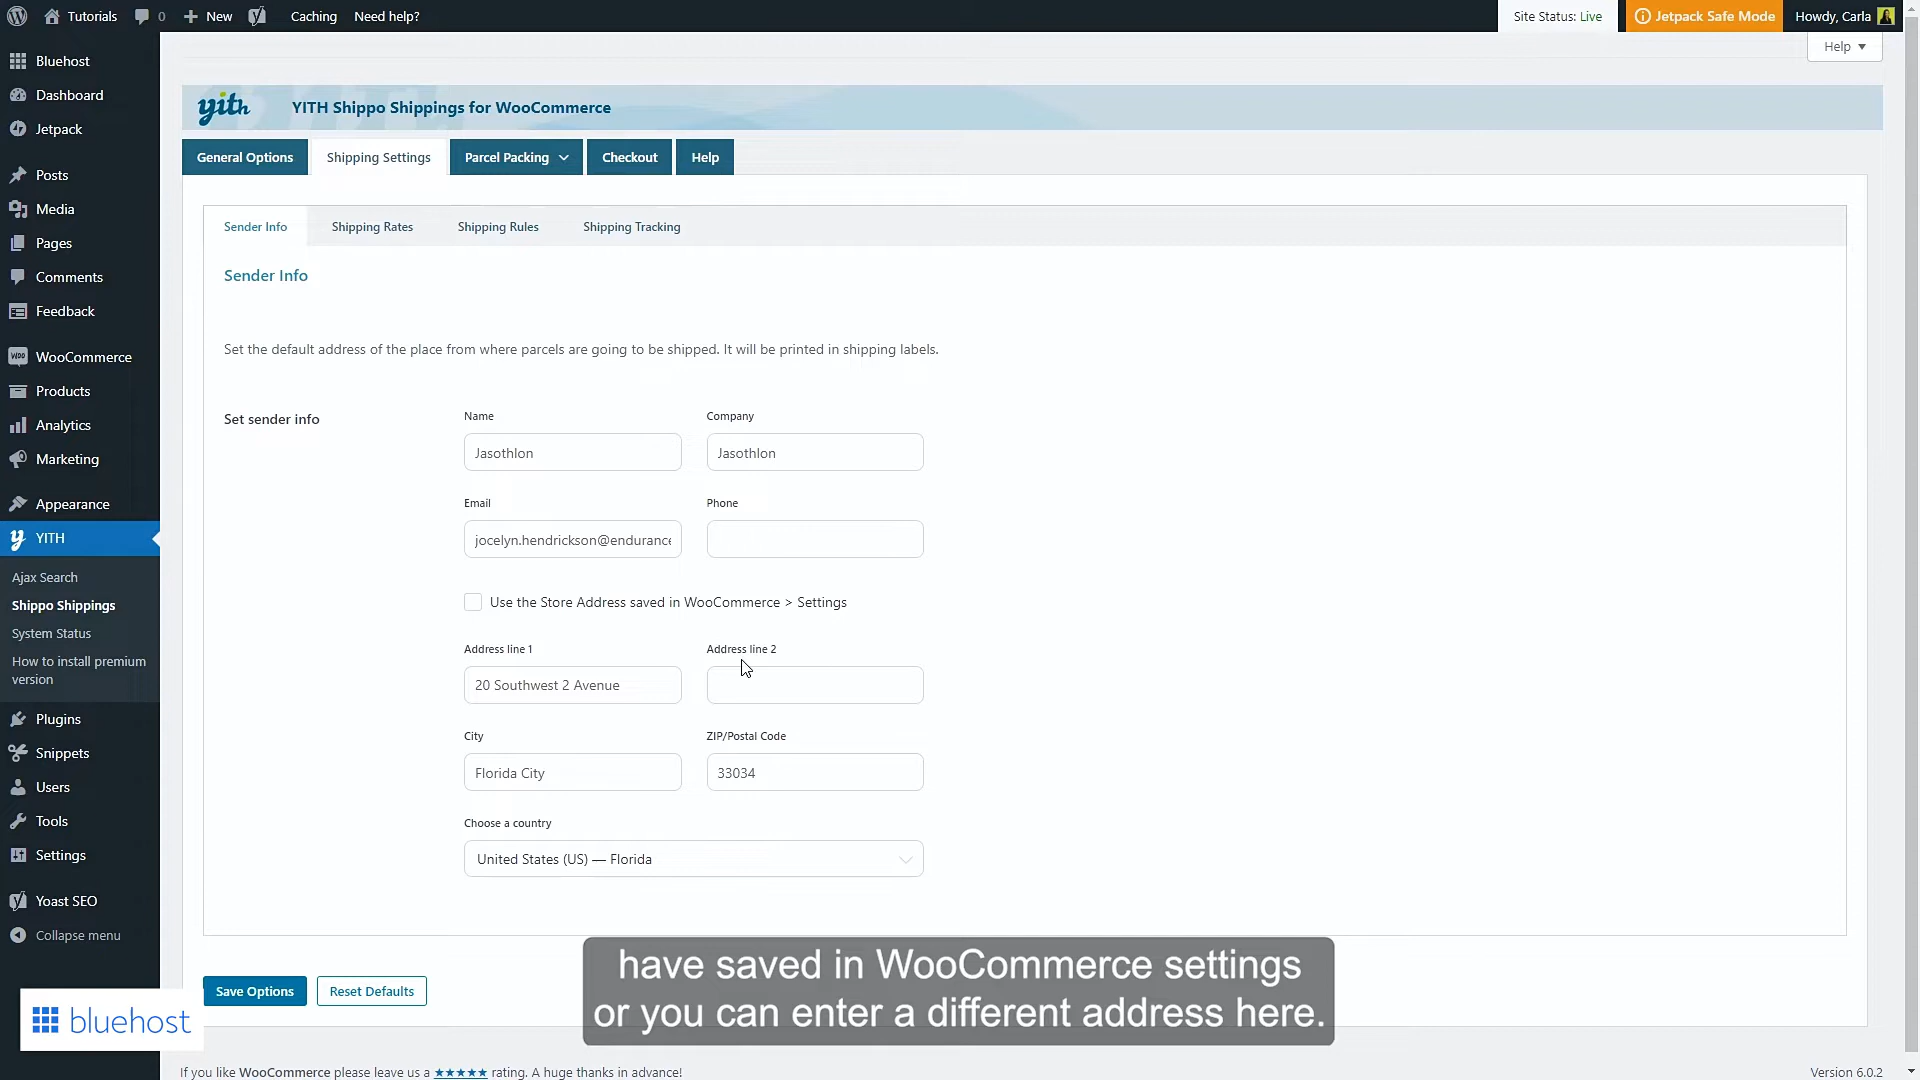 Tutorials 0 New Caching Need help? Site Status: Live Jetpack Safe Mode Howdy, Carla
Help
Bluehost
Dashboard
Jetpack
Posts
Media
Pages
Comments
Feedback
WooCommerce
Products
Analytics
Marketing
Appearance
YITH
Ajax Search
Shippo Shippings
System Status
How to install premium
version
Plugins
Snippets
Users
Tools
Settings
Yoast SEO
Collapse menu
yith YITH Shippo Shippings for WooCommerce
General Options Shipping Settings Parcel Packing Checkout Help
Sender Info Shipping Rates Shipping Rules Shipping Tracking
Sender Info
Set the default address of the place from where parcels are going to be shipped. It will be printed in shipping labels.
Set sender info
Name Company
Jasothlon Jasothlon
Email Phone
jocelyn.hendrickson@endurance
Use the Store Address saved in WooCommerce > Settings
Address line 1 Address line 2
20 Southwest 2 Avenue
City ZIP/Postal Code
Florida City 33034
Choose a country
United States (US) — Florida
Save Options Reset Defaults
have saved in WooCommerce settings
or you can enter a different address here.
bluehost
If you like WooCommerce please leave us a ★★★★★ rating. A huge thanks in advance! Version 6.0.2